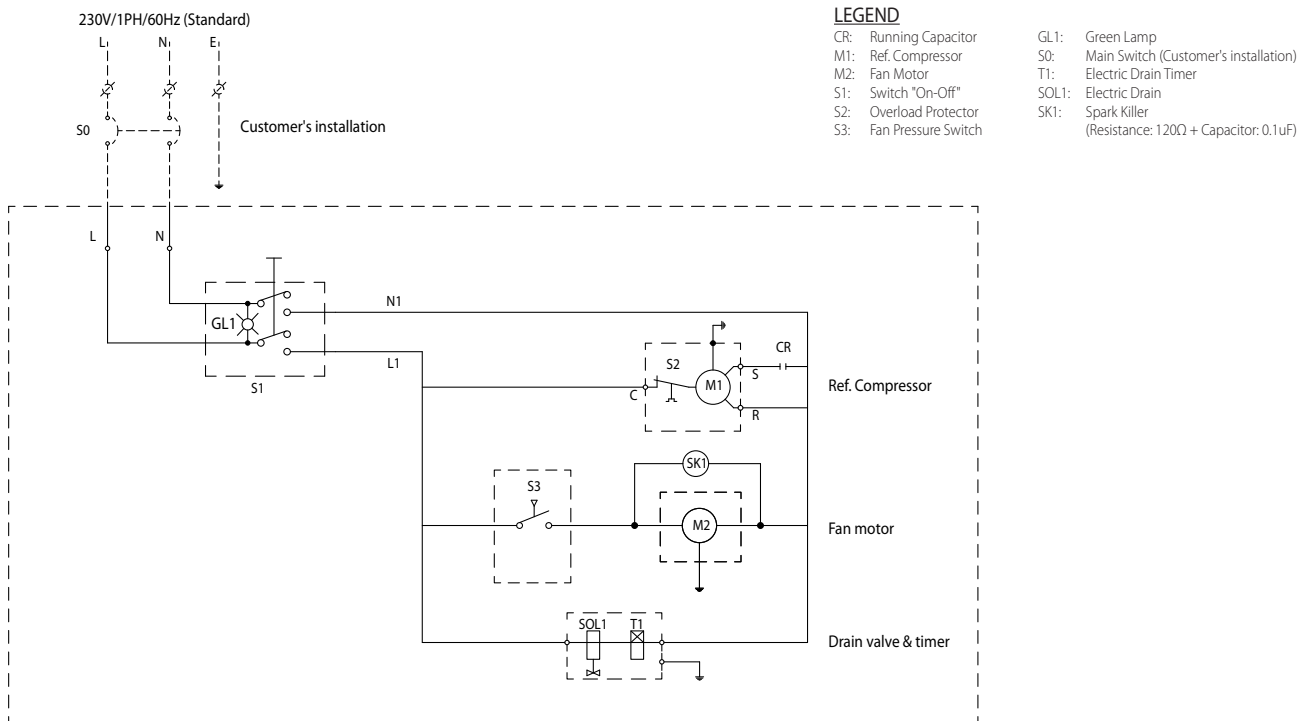 230V/1PH/60Hz (Standard)
L
N
E
S0
Customer's installation
LEGEND
CR: Running Capacitor
M1: Ref. Compressor
M2: Fan Motor
S1: Switch "On-Off"
S2: Overload Protector
S3: Fan Pressure Switch
GL1: Green Lamp
S0: Main Switch (Customer's installation)
T1: Electric Drain Timer
SOL1: Electric Drain
SK1: Spark Killer
(Resistance: 120Ω + Capacitor: 0.1uF)
L
N
GL1
S1
N1
L1
S2
C
M1
S
R
CR
Ref. Compressor
S3
SK1
M2
Fan motor
SOL1
T1
Drain valve & timer